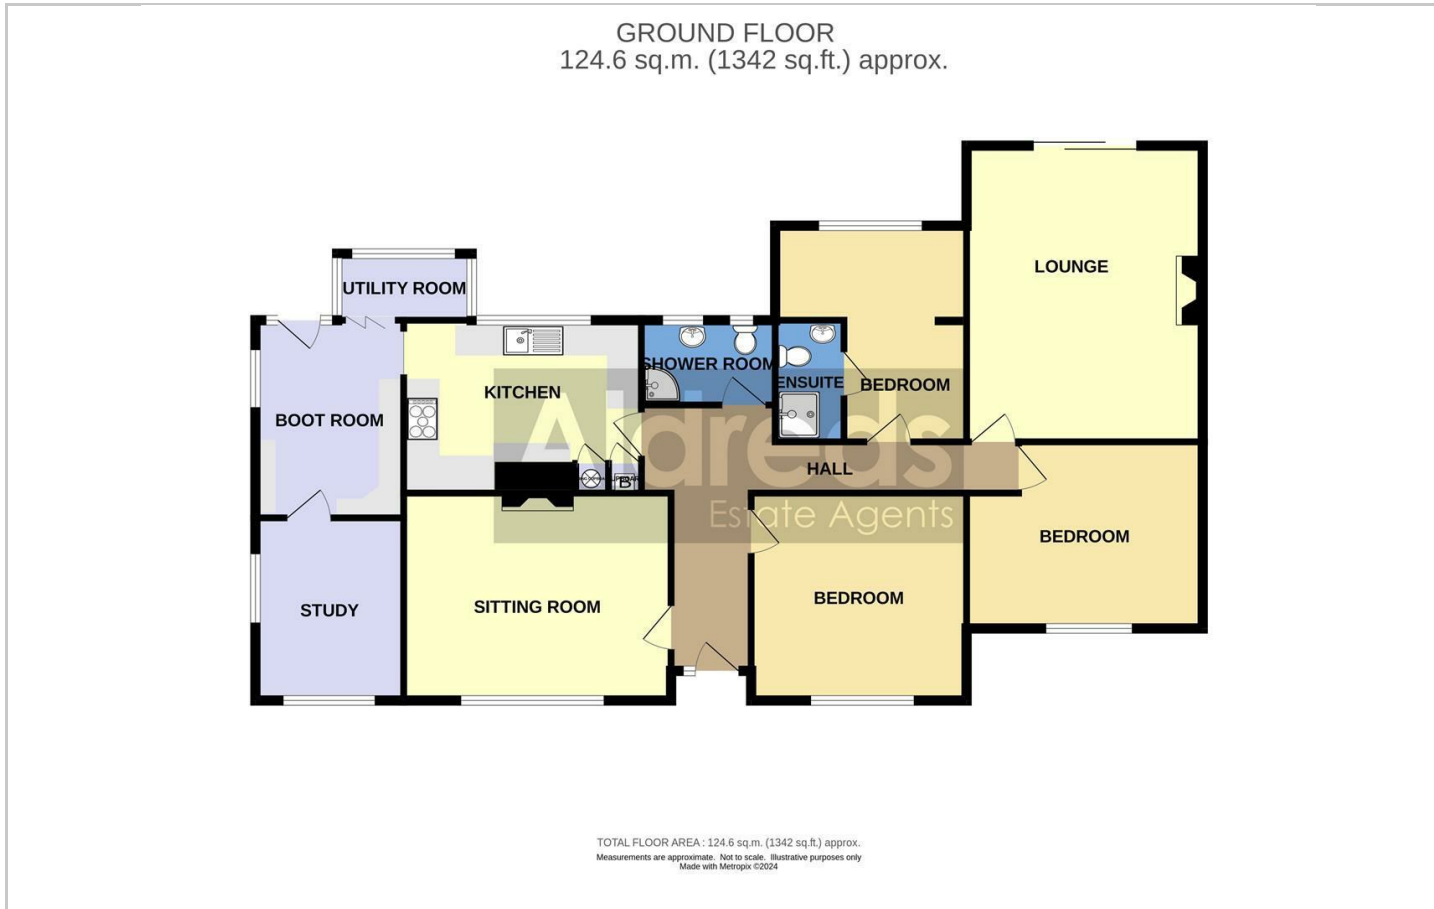 GROUND FLOOR
124.6 sq.m. (1342 sq.ft.) approx.
LOUNGE
UTILITY ROOM
SHOWER ROOM
ENSUITE
BEDROOM
KITCHEN
BOOT ROOM
HALL
B
Aldreds
Estate Agents
BEDROOM
BEDROOM
SITTING ROOM
STUDY
TOTAL FLOOR AREA : 124.6 sq.m. (1342 sq.ft.) approx.
Measurements are approximate. Not to scale. Illustrative purposes only
Made with Metropix ©2024